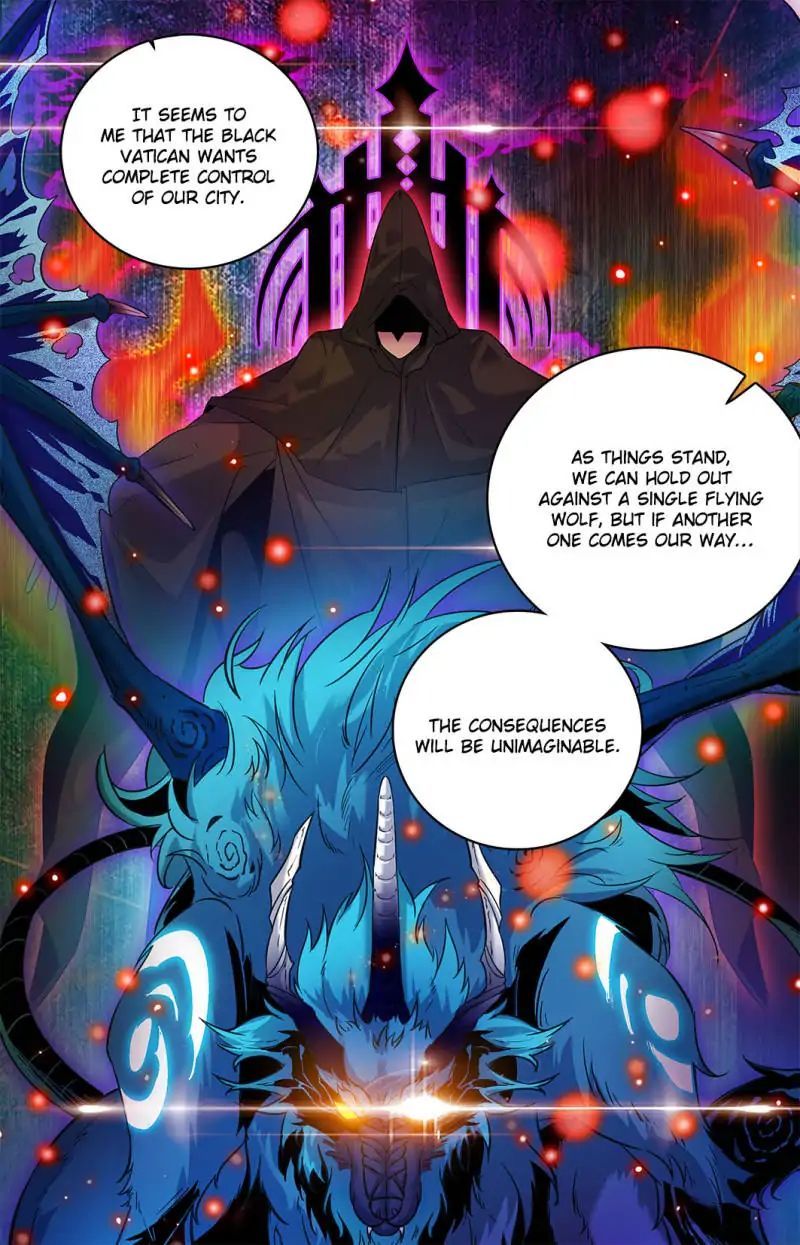 IT SEEMS TO
ME THAT THE BLACK
VATICAN WANTS
COMPLETE CONTROL
OF OUR CITY.
AS THINGS STAND,
WE CAN HOLD OUT
AGAINST A SINGLE FLYING
WOLF, BUT IF ANOTHER
ONE COMES OUR WAY...
THE CONSEQUENCES
WILL BE UNIMAGINABLE.